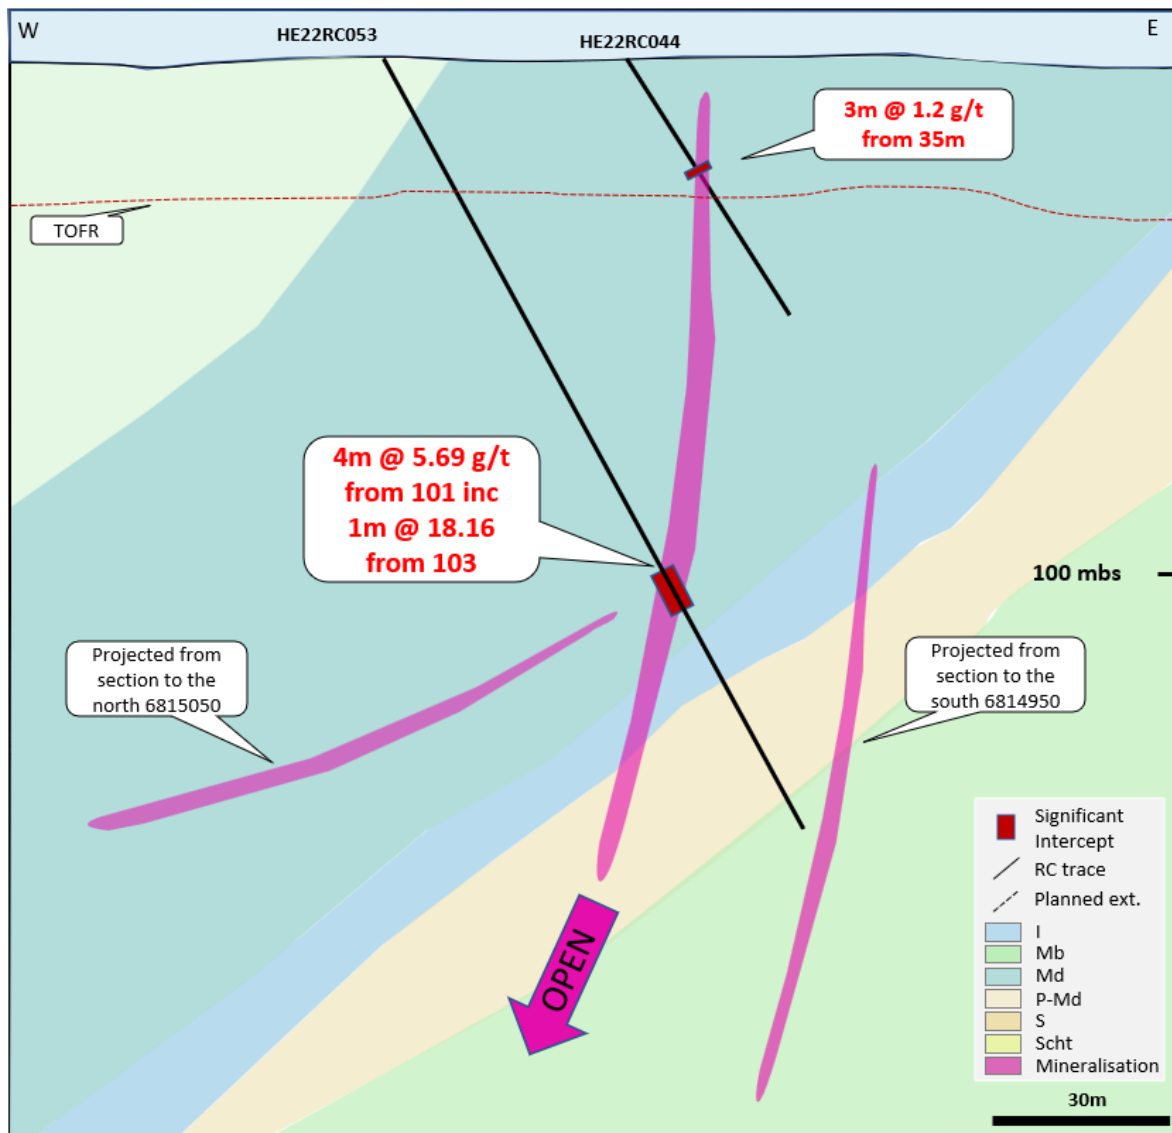 W
E
HE22RC053
HE22RC044
3m @ 1.2 g/t
from 35m
TOFR
4m @ 5.69 g/t
from 101 inc
1m @ 18.16
from 103
100 mbs
Projected from
section to the
north 6815050
Projected from
section to the
south 6814950
OPEN
Significant
Intercept
RC trace
Planned ext.
I
Mb
Md
P-Md
S
Scht
Mineralisation
30m